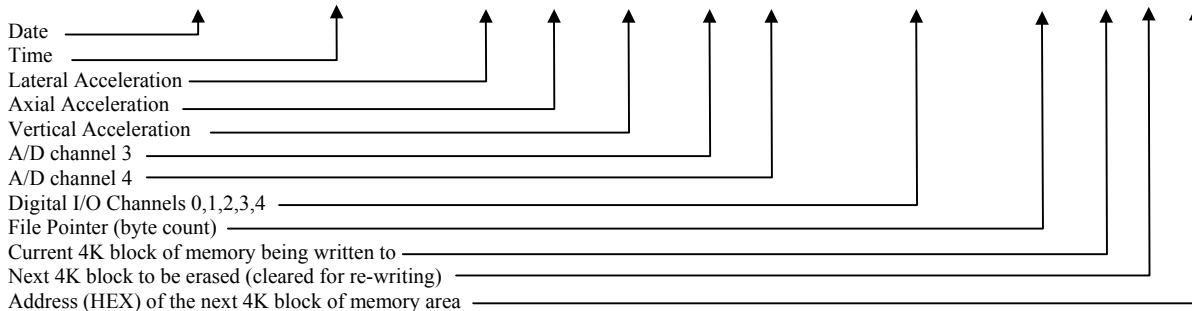 Date
Time
Lateral Acceleration
Axial Acceleration
Vertical Acceleration
A/D channel 3
A/D channel 4
Digital I/O Channels 0,1,2,3,4
File Pointer (byte count)
Current 4K block of memory being written to
Next 4K block to be erased (cleared for re-writing)
Address (HEX) of the next 4K block of memory area